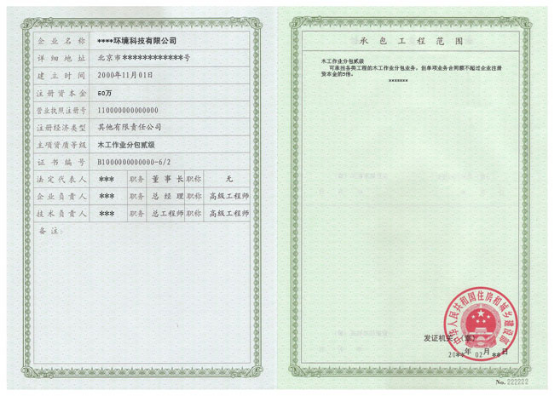 企业名称 ****环境科技有限公司
详细地址 北京市************号
建立时间 2000年11月01日
注册资本金 50万
营业执照注册号 110000000000000
注册经济类型 其他有限责任公司
主项资质等级 木工作业分包贰级
证书编号 B1000000000000-6/2
法定代表人 *** 职务 董事长 职称 无
企业负责人 *** 职务 总经理 职称 高级工程师
技术负责人 *** 职务 总工程师 职称 高级工程师
备注:
承包工程范围
木工作业分包贰级
可承担各类工程的木工作业分包业务，但单项业务合同额不超过企业注册
资本金的5倍。
*******
中华人民共和国住房和城乡建设部
发证机关:(章)
20**年02月**日
No. 222222